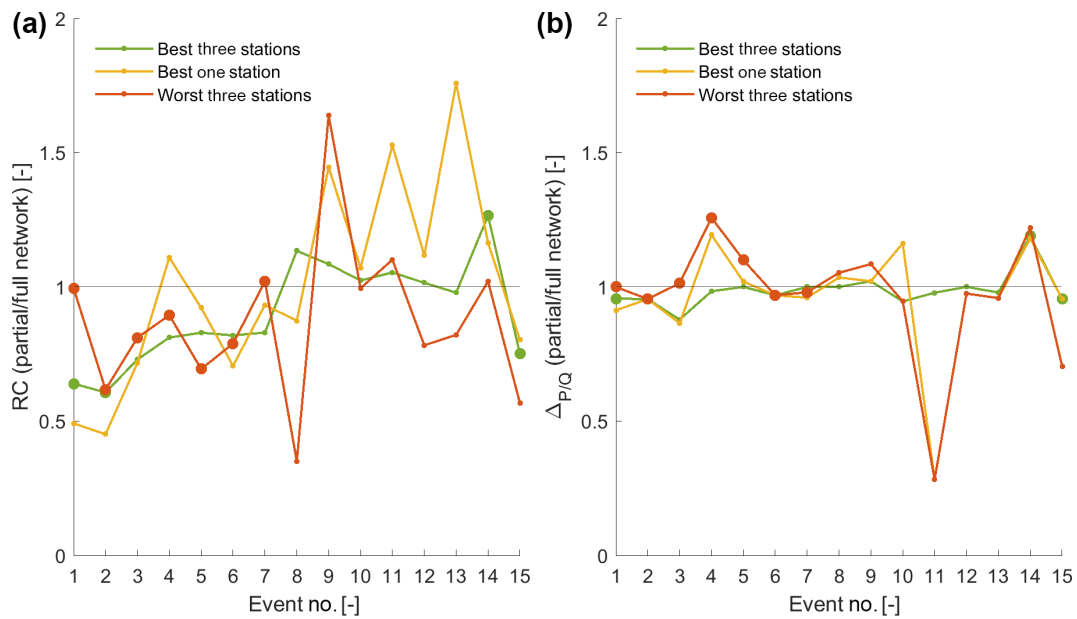 (a)
2
1.5
1
0.5
0
RC (partial/full network) [-]
Best three stations
Best one station
Worst three stations
1 2 3 4 5 6 7 8 9 10 11 12 13 14 15
Event no. [-]
(b)
2
1.5
1
0.5
0
Δ_P/Q (partial/full network) [-]
Best three stations
Best one station
Worst three stations
1 2 3 4 5 6 7 8 9 10 11 12 13 14 15
Event no. [-]